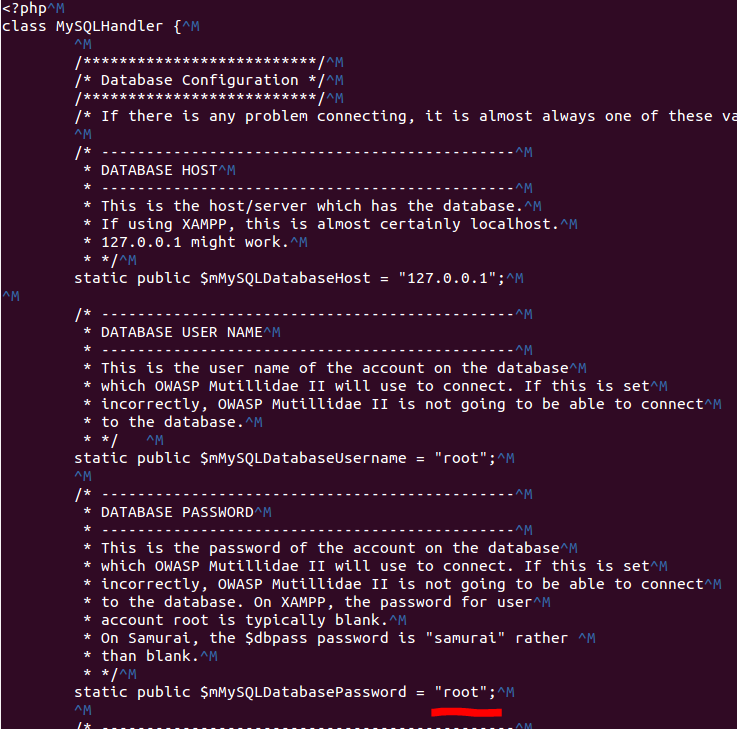 <?php^M
class MySQLHandler {^M
^M
/**************************/^M
/* Database Configuration */^M
/**************************/^M
/* If there is any problem connecting, it is almost always one of these va
^M
/* ----------------------------------------------^M
* DATABASE HOST^M
* ----------------------------------------------^M
* This is the host/server which has the database.^M
* If using XAMPP, this is almost certainly localhost.^M
* 127.0.0.1 might work.^M
* */^M
static public $mMySQLDatabaseHost = "127.0.0.1";^M
^M
/* ----------------------------------------------^M
* DATABASE USER NAME^M
* ----------------------------------------------^M
* This is the user name of the account on the database^M
* which OWASP Mutillidae II will use to connect. If this is set^M
* incorrectly, OWASP Mutillidae II is not going to be able to connect^M
* to the database.^M
* */ ^M
static public $mMySQLDatabaseUsername = "root";^M
^M
/* ----------------------------------------------^M
* DATABASE PASSWORD^M
* ----------------------------------------------^M
* This is the password of the account on the database^M
* which OWASP Mutillidae II will use to connect. If this is set^M
* incorrectly, OWASP Mutillidae II is not going to be able to connect^M
* to the database. On XAMPP, the password for user^M
* account root is typically blank.^M
* On Samurai, the $dbpass password is "samurai" rather ^M
* than blank.^M
* */^M
static public $mMySQLDatabasePassword = "root";^M
^M
/* ----------------------------------------------^M